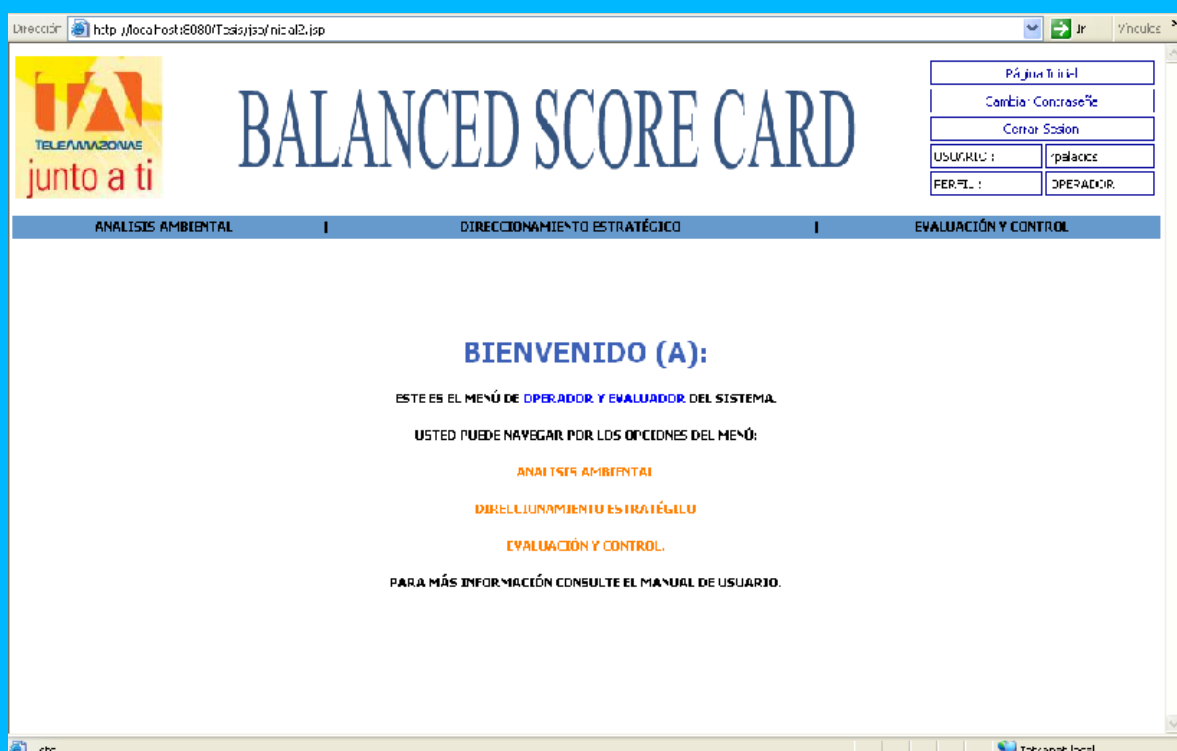 Dirección http://localhost:8080/Tesis/jsp/inicial2.jsp Ir Vínculos
TELEAMAZONAS
junto a ti
BALANCED SCORE CARD
Página Inicial
Cambiar Contraseña
Cerrar Sesion
USUARIO : rpalacios
PERFIL : OPERADOR
ANALISIS AMBIENTAL | DIRECCIONAMIENTO ESTRATÉGICO | EVALUACIÓN Y CONTROL
BIENVENIDO (A):
ESTE ES EL MENÚ DE OPERADOR Y EVALUADOR DEL SISTEMA.
USTED PUEDE NAVEGAR POR LOS OPCIONES DEL MENÚ:
ANALISIS AMBIENTAL
DIRECCIONAMIENTO ESTRATÉGICO
EVALUACIÓN Y CONTROL.
PARA MÁS INFORMACIÓN CONSULTE EL MANUAL DE USUARIO.
Intranet local